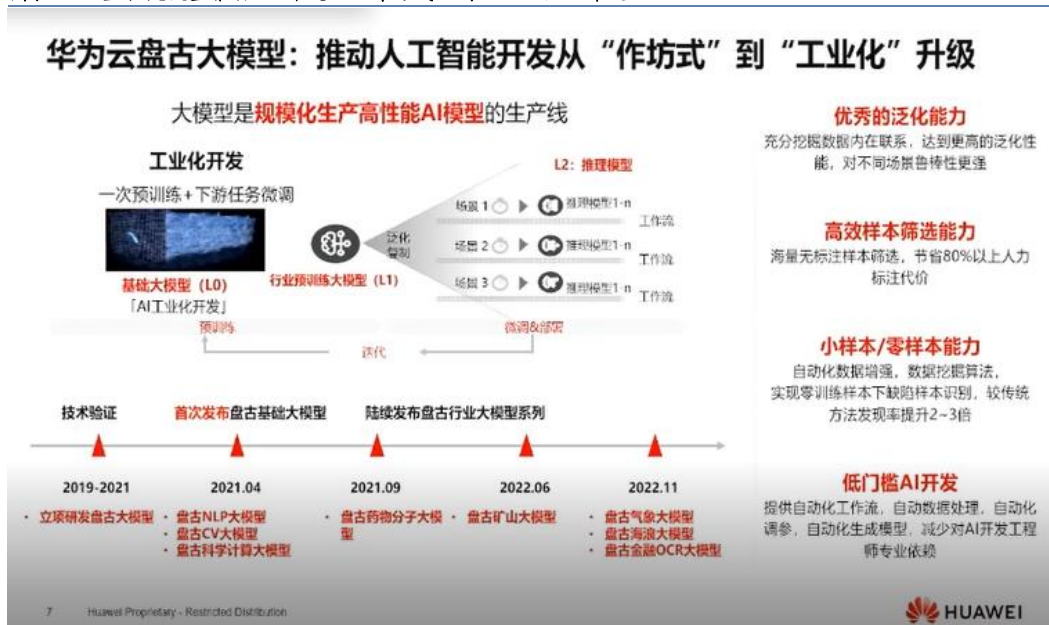 华为云盘古大模型：推动人工智能开发从“作坊式”到“工业化”升级
大模型是规模化生产高性能AI模型的生产线
工业化开发
一次预训练+下游任务微调
基础大模型（L0）
「AI工业化开发」
行业预训练大模型（L1）
泛化
复制
L2：推理模型
场景 1
推理模型1-n
工作流
场景 2
推理模型1-n
工作流
场景 3
推理模型1-n
工作流
预训练
微调&部署
迭代
技术验证
首次发布盘古基础大模型
陆续发布盘古行业大模型系列
2019-2021
2021.04
2021.09
2022.06
2022.11
• 立项研发盘古大模型
• 盘古NLP大模型
• 盘古CV大模型
• 盘古科学计算大模型
• 盘古药物分子大模
型
• 盘古矿山大模型
• 盘古气象大模型
• 盘古海浪大模型
• 盘古金融OCR大模型
优秀的泛化能力
充分挖掘数据内在联系，达到更高的泛化性
能，对不同场景鲁棒性更强
高效样本筛选能力
海量无标注样本筛选，节省80%以上人力
标注代价
小样本/零样本能力
自动化数据增强，数据挖掘算法，
实现零训练样本下缺陷样本识别，较传统
方法发现率提升2~3倍
低门槛AI开发
提供自动化工作流，自动数据处理，自动化
调参，自动化生成模型，减少对AI开发工程
师专业依赖
7
Huawei Proprietary - Restricted Distribution
HUAWEI